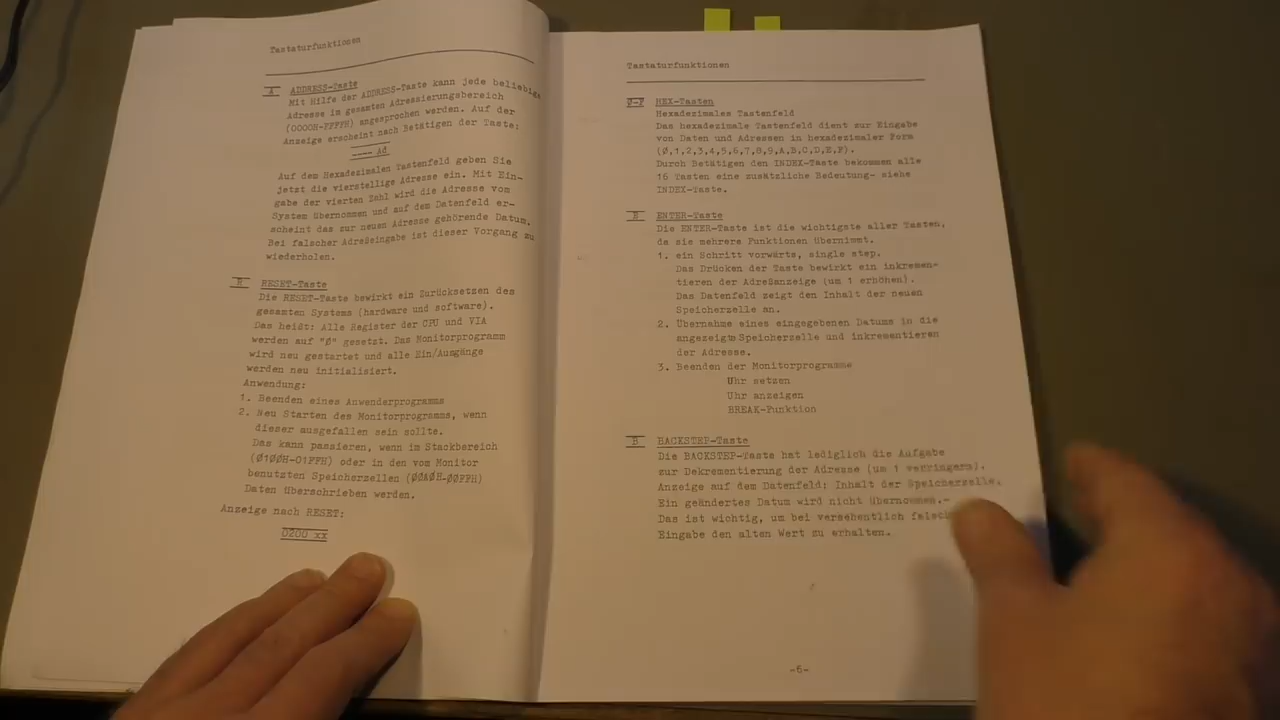 Tastaturfunktionen
A ADDRESS-Taste
Mit Hilfe der ADDRESS-Taste kann jede beliebige
Adresse im gesamten Adressierungsbereich
(0000H-FFFFH) angesprochen werden. Auf der
Anzeige erscheint nach Betätigen der Taste:
---- Ad
Auf dem Hexadezimalen Tastenfeld geben Sie
jetzt die vierstellige Adresse ein. Mit Ein-
gabe der vierten Zahl wird die Adresse vom
System übernommen und auf dem Datenfeld er-
scheint das zur neuen Adresse gehörende Datum.
Bei falscher Adreßeingabe ist dieser Vorgang zu
wiederholen.
R RESET-Taste
Die RESET-Taste bewirkt ein Zurücksetzen des
gesamten Systems (hardware und software).
Das heißt: Alle Register der CPU und VIA
werden auf "Ø" gesetzt. Das Monitorprogramm
wird neu gestartet und alle Ein/Ausgänge
werden neu initialisiert.
Anwendung:
1. Beenden eines Anwenderprogramms
2. Neu Starten des Monitorprogramms, wenn
dieser ausgefallen sein sollte.
Das kann passieren, wenn im Stackbereich
(Ø1ØØH-01FFH) oder in den vom Monitor
benutzten Speicherzellen (ØØAØH-ØØFFH)
Daten überschrieben werden.
Anzeige nach RESET:
0200 xx
Tastaturfunktionen
Ø-F HEX-Tasten
Hexadezimales Tastenfeld
Das hexadezimale Tastenfeld dient zur Eingabe
von Daten und Adressen in hexadezimaler Form
(Ø,1,2,3,4,5,6,7,8,9,A,B,C,D,E,F).
Durch Betätigen den INDEX-Taste bekommen alle
16 Tasten eine zusätzliche Bedeutung- siehe
INDEX-Taste.
ENTER-Taste
Die ENTER-Taste ist die wichtigste aller Tasten,
da sie mehrere Funktionen übernimmt.
1. ein Schritt vorwärts, single step.
Das Drücken der Taste bewirkt ein inkremen-
tieren der Adreßanzeige (um 1 erhöhen).
Das Datenfeld zeigt den Inhalt der neuen
Speicherzelle an.
2. Übernahme eines eingegebenen Datums in die
angezeigte Speicherzelle und inkrementieren
der Adresse.
3. Beenden der Monitorprogramme
Uhr setzen
Uhr anzeigen
BREAK-Funktion
B BACKSTEP-Taste
Die BACKSTEP-Taste hat lediglich die Aufgabe
zur Dekrementierung der Adresse (um 1 verringern).
Anzeige auf dem Datenfeld: Inhalt der Speicherzelle.
Ein geändertes Datum wird nicht übernommen.-
Das ist wichtig, um bei versehentlich
Eingabe den alten Wert zu erhalten.
-6-